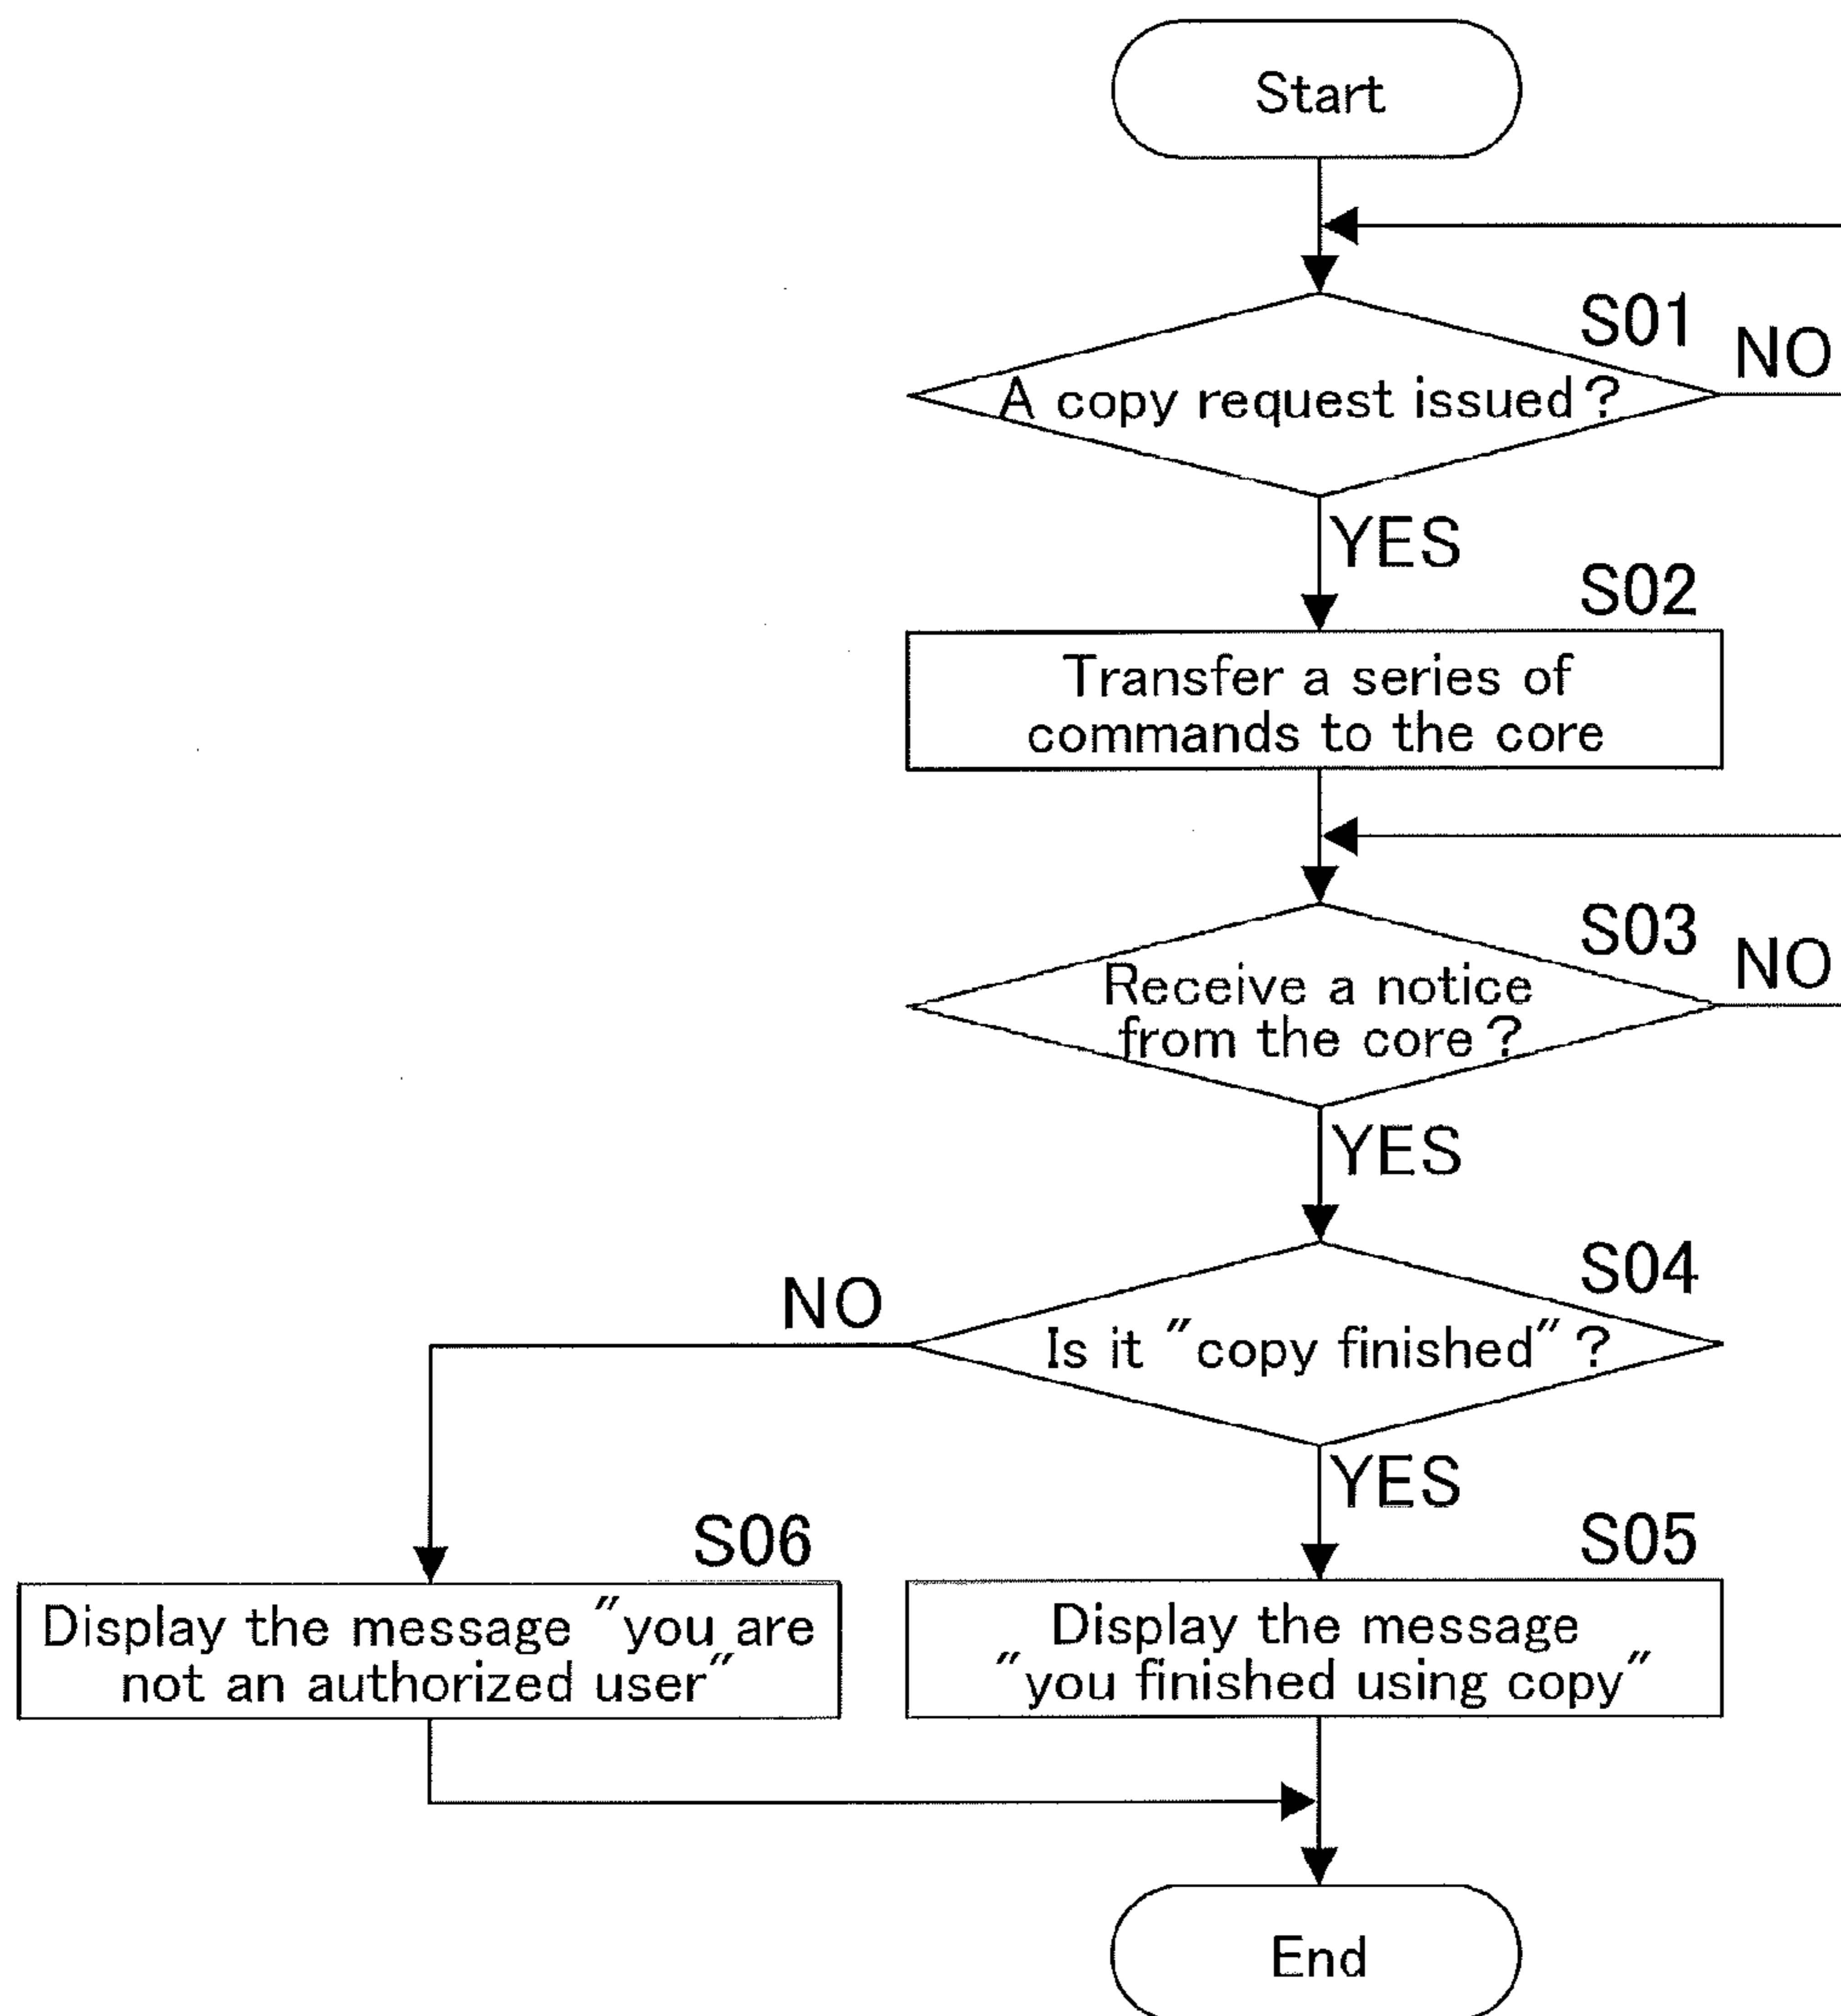 Start
S01
NO
A copy request issued?
YES
S02
Transfer a series of
commands to the core
S03
NO
Receive a notice
from the core?
YES
S04
NO
Is it "copy finished"?
YES
S06
S05
Display the message "you are
not an authorized user"
Display the message
"you finished using copy"
End